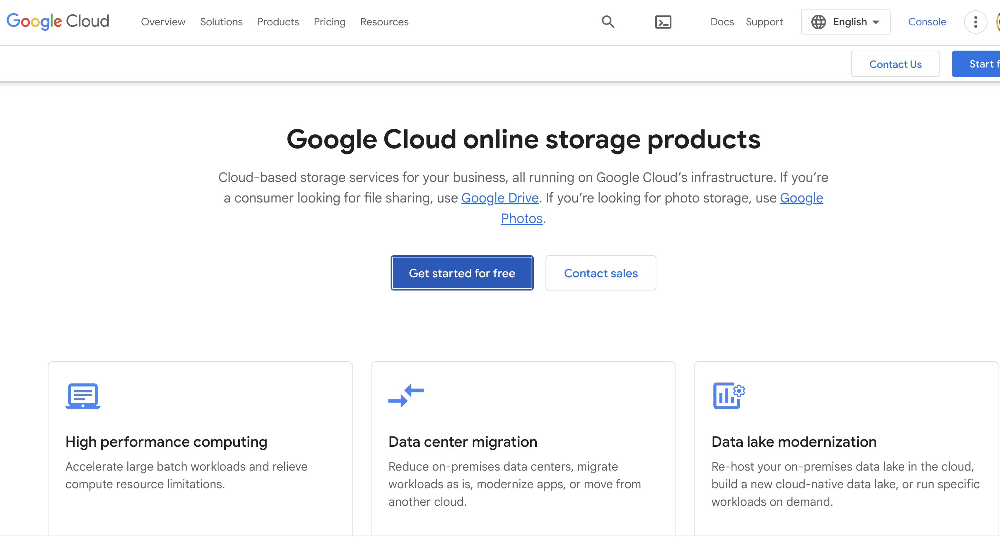 Google Cloud Overview Solutions Products Pricing Resources Docs Support English Console
Contact Us Start
Google Cloud online storage products
Cloud-based storage services for your business, all running on Google Cloud’s infrastructure. If you’re
a consumer looking for file sharing, use Google Drive. If you’re looking for photo storage, use Google
Photos.
Get started for free Contact sales
High performance computing
Accelerate large batch workloads and relieve
compute resource limitations.
Data center migration
Reduce on-premises data centers, migrate
workloads as is, modernize apps, or move from
another cloud.
Data lake modernization
Re-host your on-premises data lake in the cloud,
build a new cloud-native data lake, or run specific
workloads on demand.